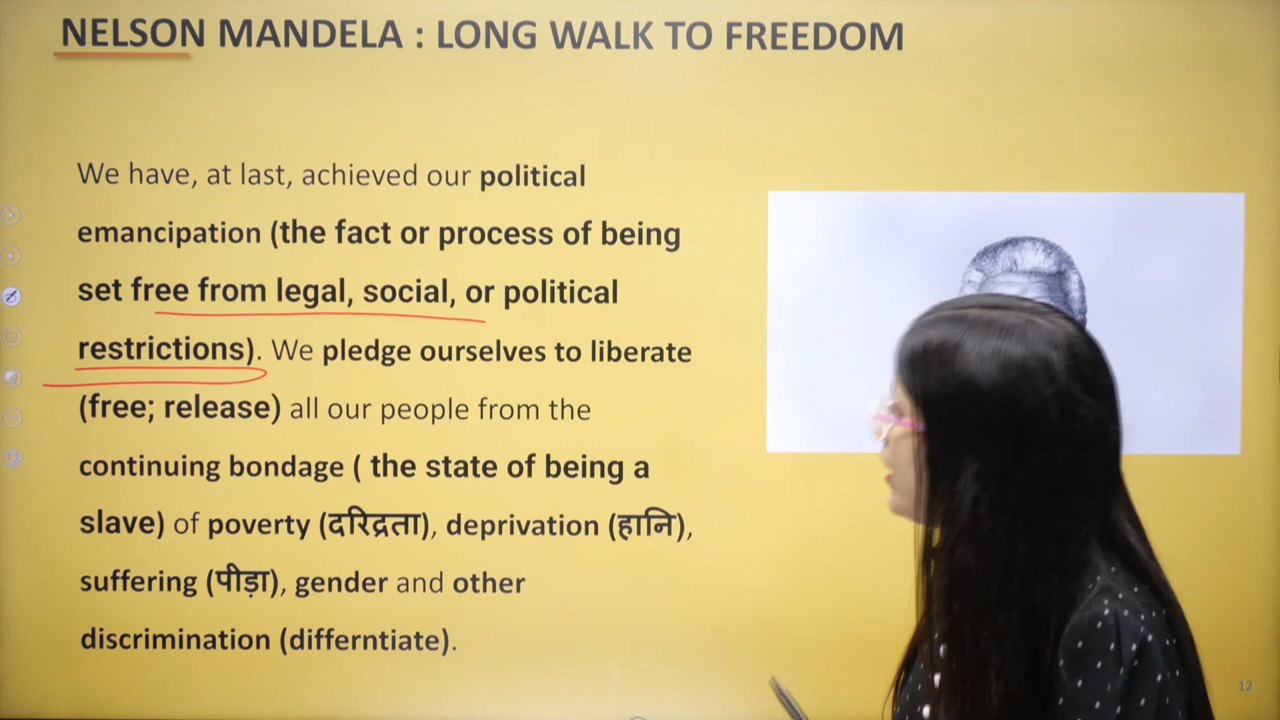 NELSON MANDELA : LONG WALK TO FREEDOM
We have, at last, achieved our political
emancipation (the fact or process of being
set free from legal, social, or political
restrictions). We pledge ourselves to liberate
(free; release) all our people from the
continuing bondage ( the state of being a
slave) of poverty (दरिद्रता), deprivation (हानि),
suffering (पीड़ा), gender and other
discrimination (differntiate).
12